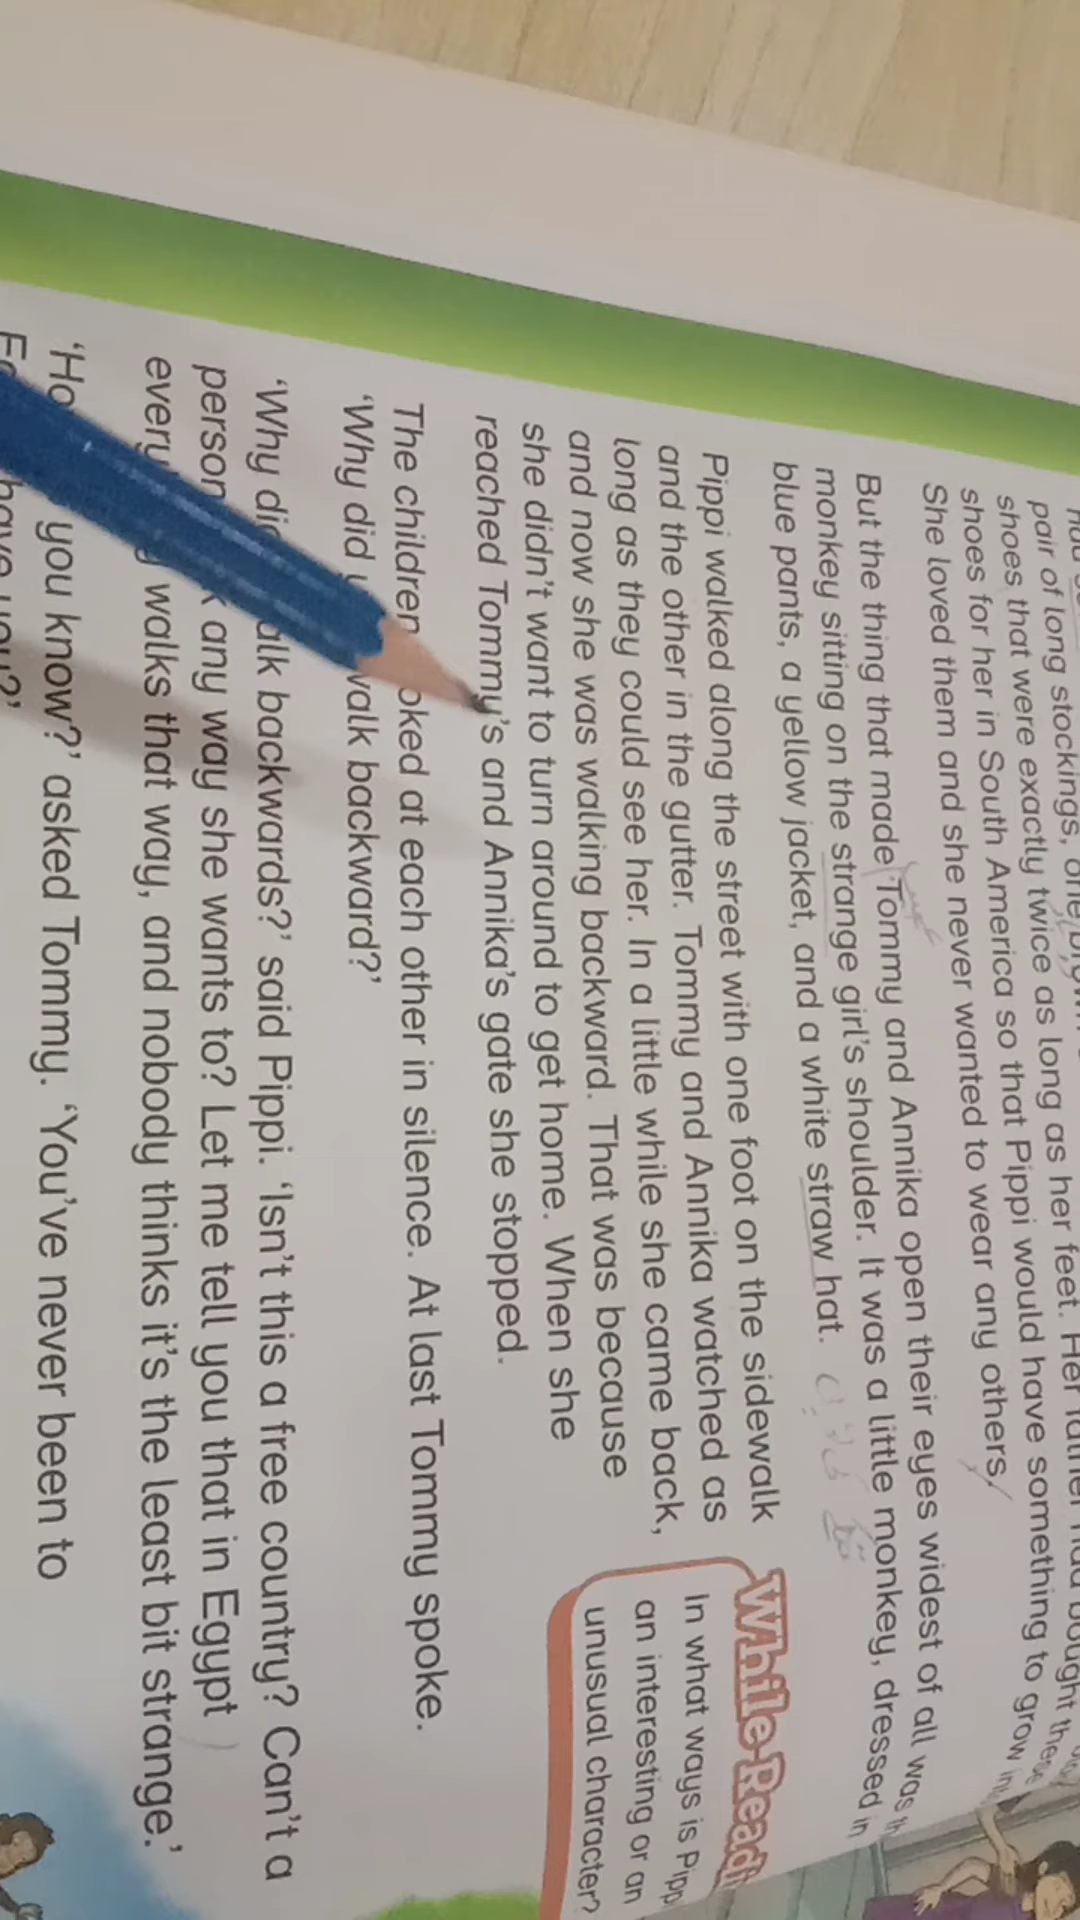 pair of long stockings, one
shoes that were exactly twice as long as her feet. Her father had bought these
shoes for her in South America so that Pippi would have something to grow into
She loved them and she never wanted to wear any others.
But the thing that made Tommy and Annika open their eyes widest of all was
monkey sitting on the strange girl's shoulder. It was a little monkey, dressed in
blue pants, a yellow jacket, and a white straw hat.
Pippi walked along the street with one foot on the sidewalk
and the other in the gutter. Tommy and Annika watched as
long as they could see her. In a little while she came back,
and now she was walking backward. That was because
she didn't want to turn around to get home. When she
reached Tommy's and Annika's gate she stopped.
The children oked at each other in silence. At last Tommy spoke.
'Why did walk backward?'
'Why di alk backwards?' said Pippi. 'Isn't this a free country? Can't a
person any way she wants to? Let me tell you that in Egypt
every walks that way, and nobody thinks it's the least bit strange.'
'Ho you know?' asked Tommy. 'You've never been to
have you?'
While-Readi
In what ways is Pipp
an interesting or an
unusual character?